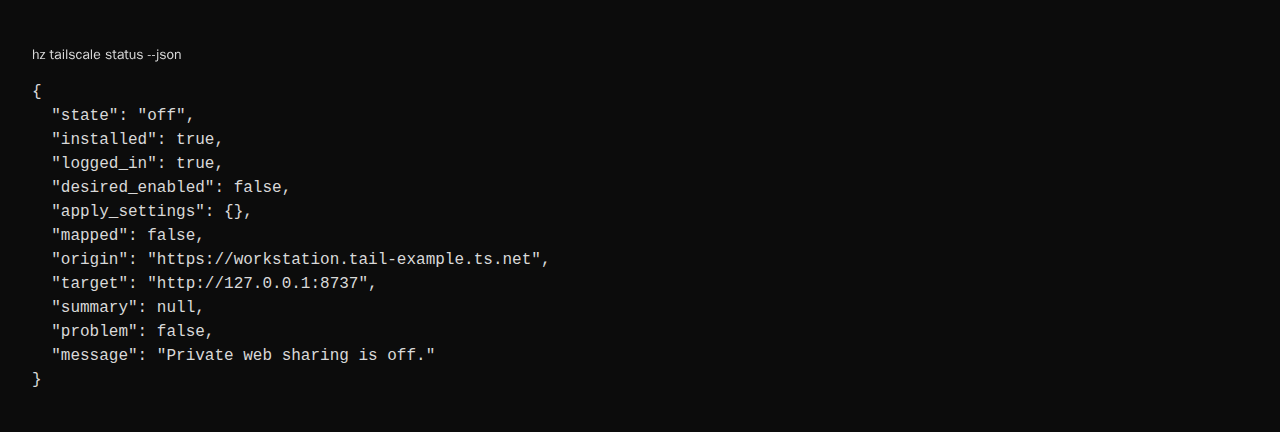 hz tailscale status --json
{
  "state": "off",
  "installed": true,
  "logged_in": true,
  "desired_enabled": false,
  "apply_settings": {},
  "mapped": false,
  "origin": "https://workstation.tail-example.ts.net",
  "target": "http://127.0.0.1:8737",
  "summary": null,
  "problem": false,
  "message": "Private web sharing is off."
}